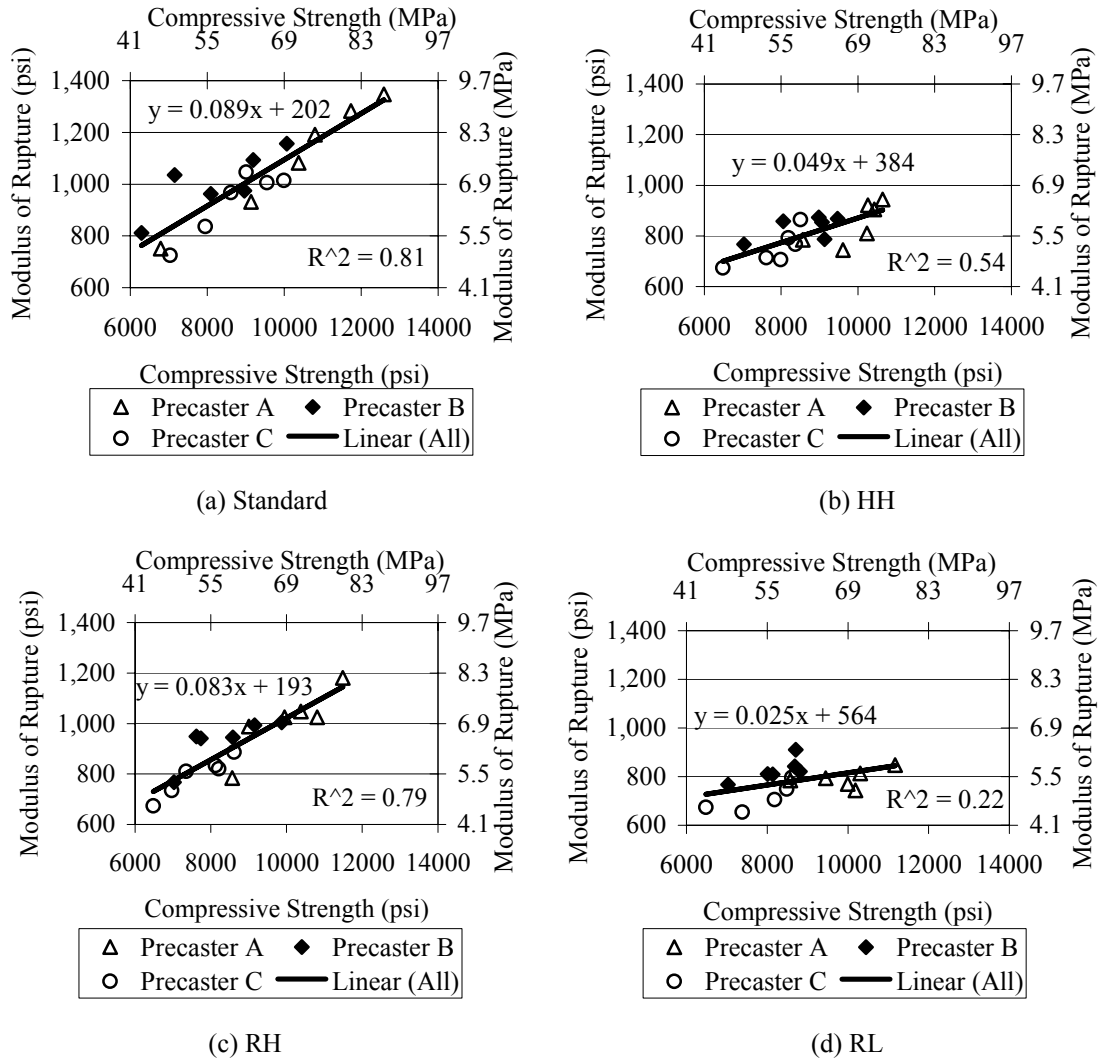 Compressive Strength (MPa)
41 55 69 83 97
Modulus of Rupture (psi)
1,400
1,200
1,000
800
600
y = 0.089x + 202
R^2 = 0.81
9.7
8.3
6.9
5.5
4.1
Modulus of Rupture (MPa)
6000 8000 10000 12000 14000
Compressive Strength (psi)
Precaster A Precaster B
Precaster C Linear (All)
(a) Standard
Compressive Strength (MPa)
41 55 69 83 97
Modulus of Rupture (psi)
1,400
1,200
1,000
800
600
y = 0.049x + 384
R^2 = 0.54
9.7
8.3
6.9
5.5
4.1
Modulus of Rupture (MPa)
6000 8000 10000 12000 14000
Compressive Strength (psi)
Precaster A Precaster B
Precaster C Linear (All)
(b) HH
Compressive Strength (MPa)
41 55 69 83 97
Modulus of Rupture (psi)
1,400
1,200
1,000
800
600
y = 0.083x + 193
R^2 = 0.79
9.7
8.3
6.9
5.5
4.1
Modulus of Rupture (MPa)
6000 8000 10000 12000 14000
Compressive Strength (psi)
Precaster A Precaster B
Precaster C Linear (All)
(c) RH
Compressive Strength (MPa)
41 55 69 83 97
Modulus of Rupture (psi)
1,400
1,200
1,000
800
600
y = 0.025x + 564
R^2 = 0.22
9.7
8.3
6.9
5.5
4.1
Modulus of Rupture (MPa)
6000 8000 10000 12000 14000
Compressive Strength (psi)
Precaster A Precaster B
Precaster C Linear (All)
(d) RL